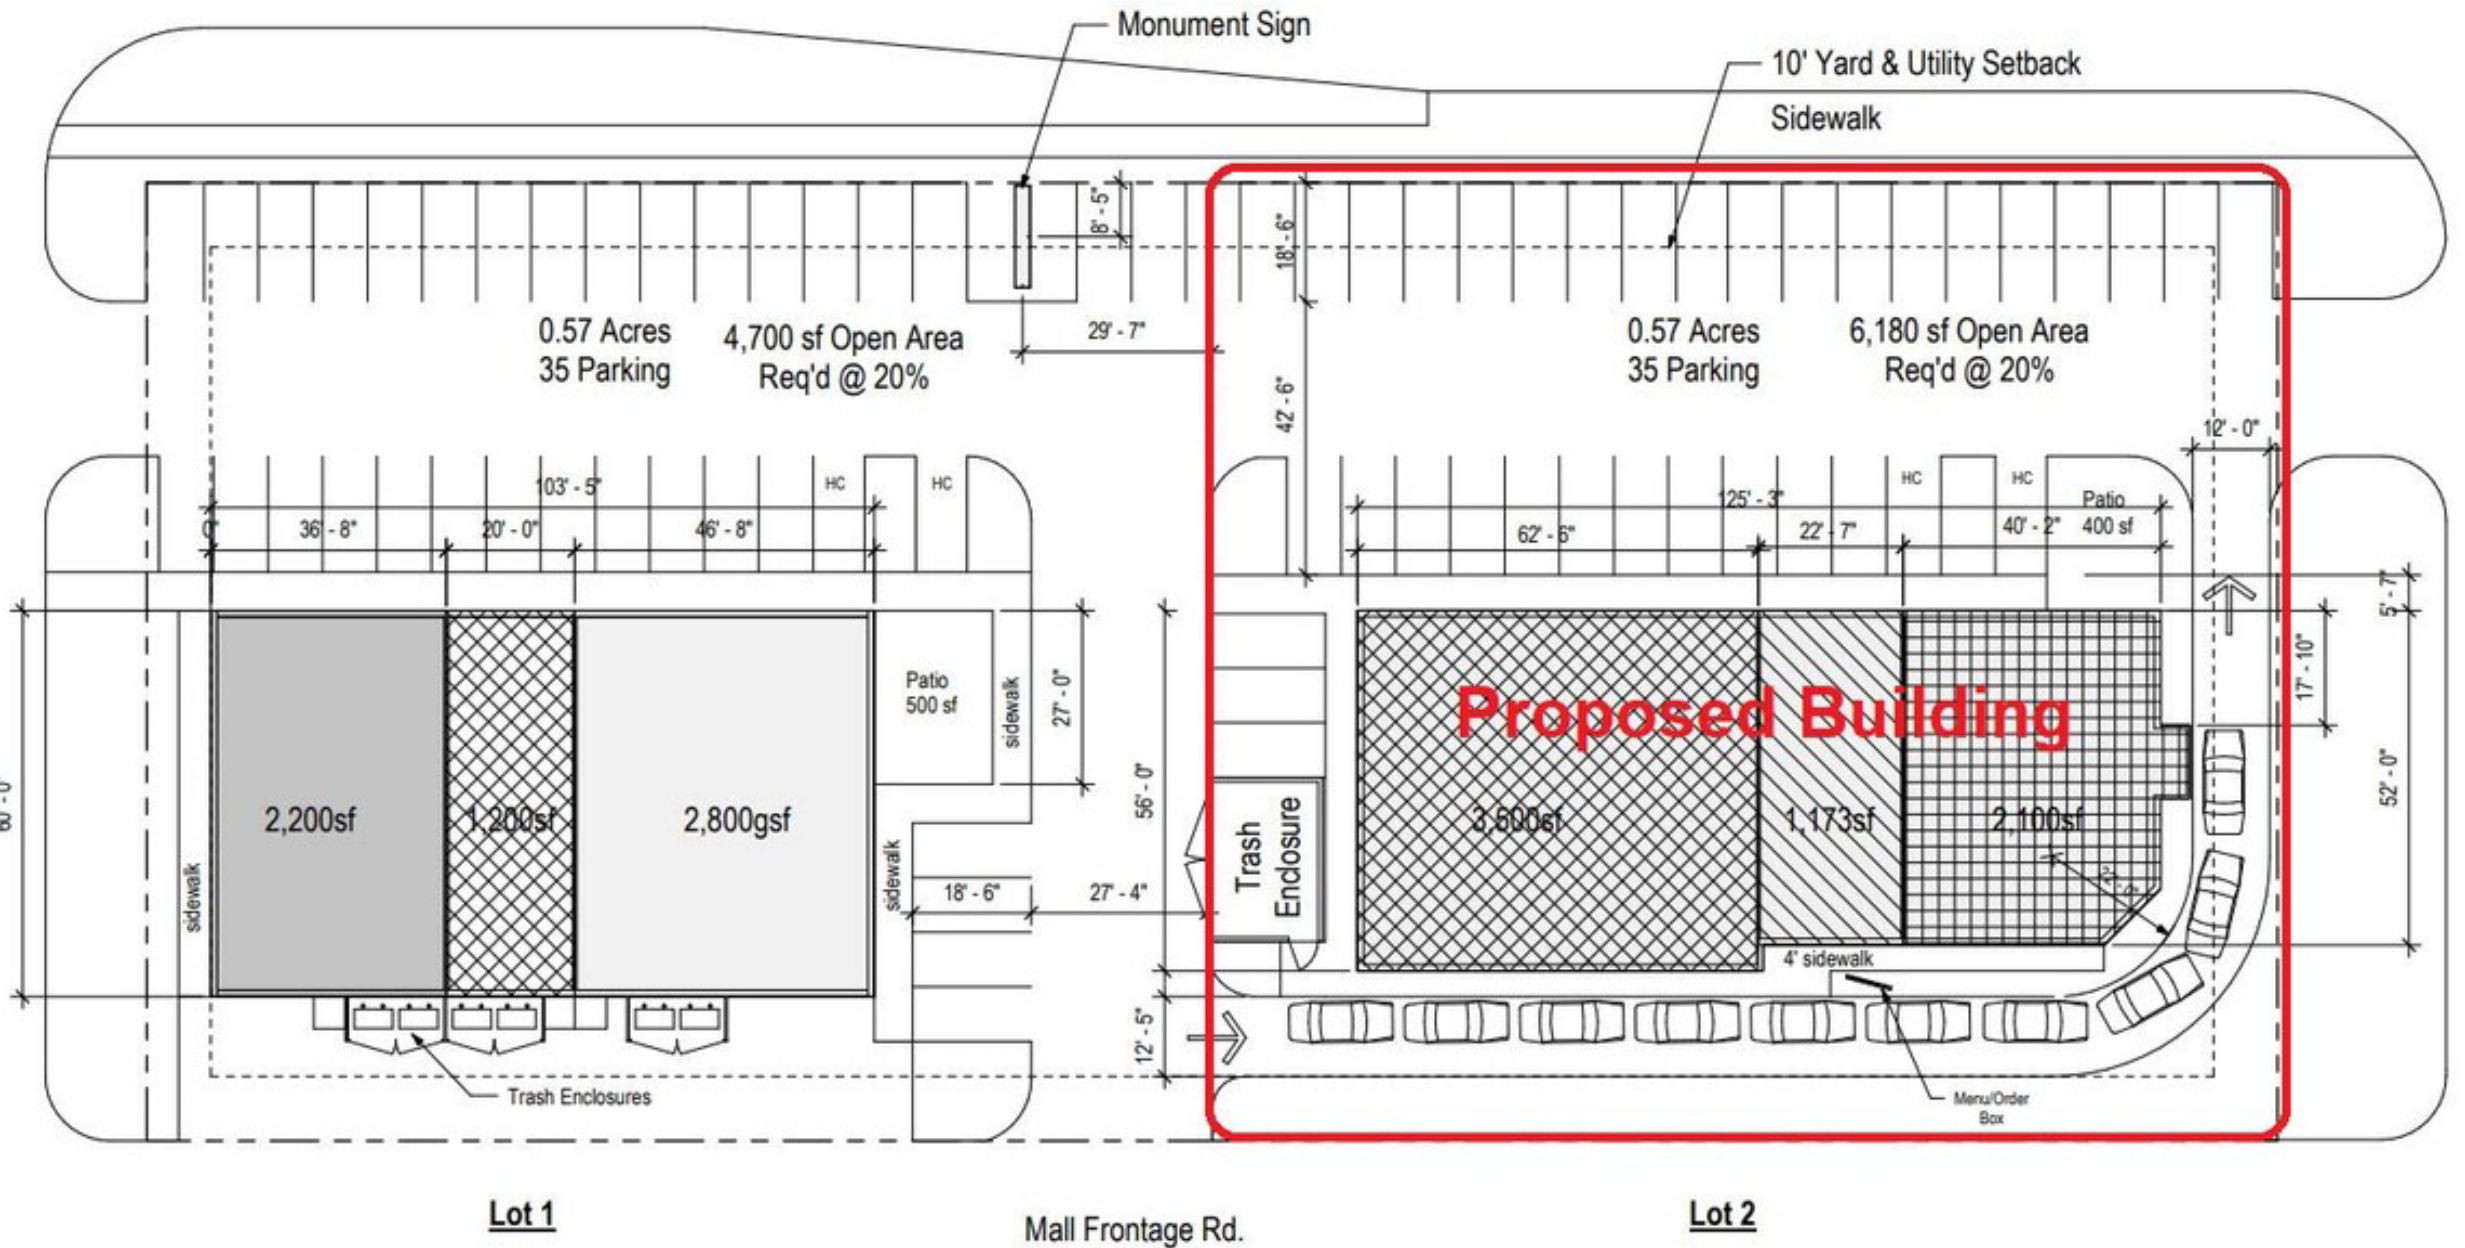 Monument Sign
10' Yard & Utility Setback
Sidewalk
8' - 5"
18' - 6"
0.57 Acres
35 Parking
4,700 sf Open Area
Req'd @ 20%
29' - 7"
42' - 6"
0.57 Acres
35 Parking
6,180 sf Open Area
Req'd @ 20%
12' - 0"
103' - 5"
HC
HC
125' - 3"
HC
HC
Patio
400 sf
0"
36' - 8"
20' - 0"
46' - 8"
62' - 6"
22' - 7"
40' - 2"
5' - 7"
17' - 10"
Patio
500 sf
sidewalk
27' - 0"
Proposed Building
60' - 0"
2,200sf
1,200sf
2,800gsf
56' - 0"
Trash
Enclosure
3,500sf
1,173sf
2,100sf
52' - 0"
sidewalk
sidewalk
18' - 6"
27' - 4"
22' - 0"
4' sidewalk
12' - 5"
Trash Enclosures
Menu/Order
Box
Lot 1
Mall Frontage Rd.
Lot 2